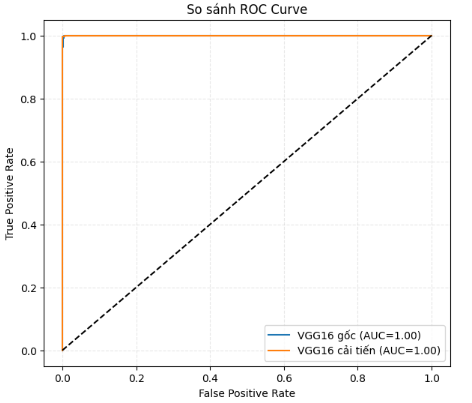 So sánh ROC Curve
1.0
0.8
0.6
0.4
0.2
0.0
True Positive Rate
VGG16 gốc (AUC=1.00)
VGG16 cải tiến (AUC=1.00)
0.0 0.2 0.4 0.6 0.8 1.0
False Positive Rate